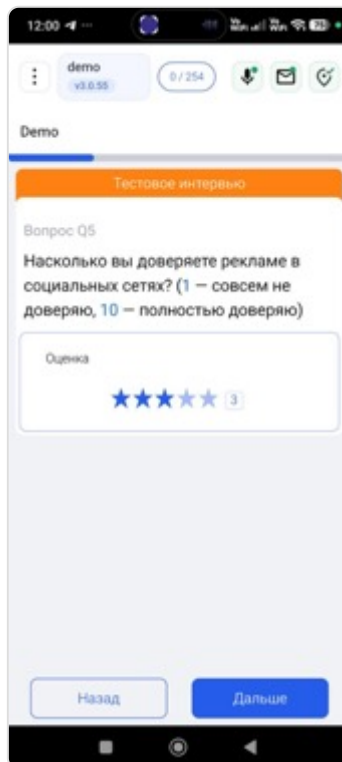 12:00
demo
v3.0.55
0 / 254
Demo
Тестовое интервью
Вопрос Q5
Насколько вы доверяете рекламе в
социальных сетях? (1 — совсем не
доверяю, 10 — полностью доверяю)
Оценка
3
Назад
Дальше